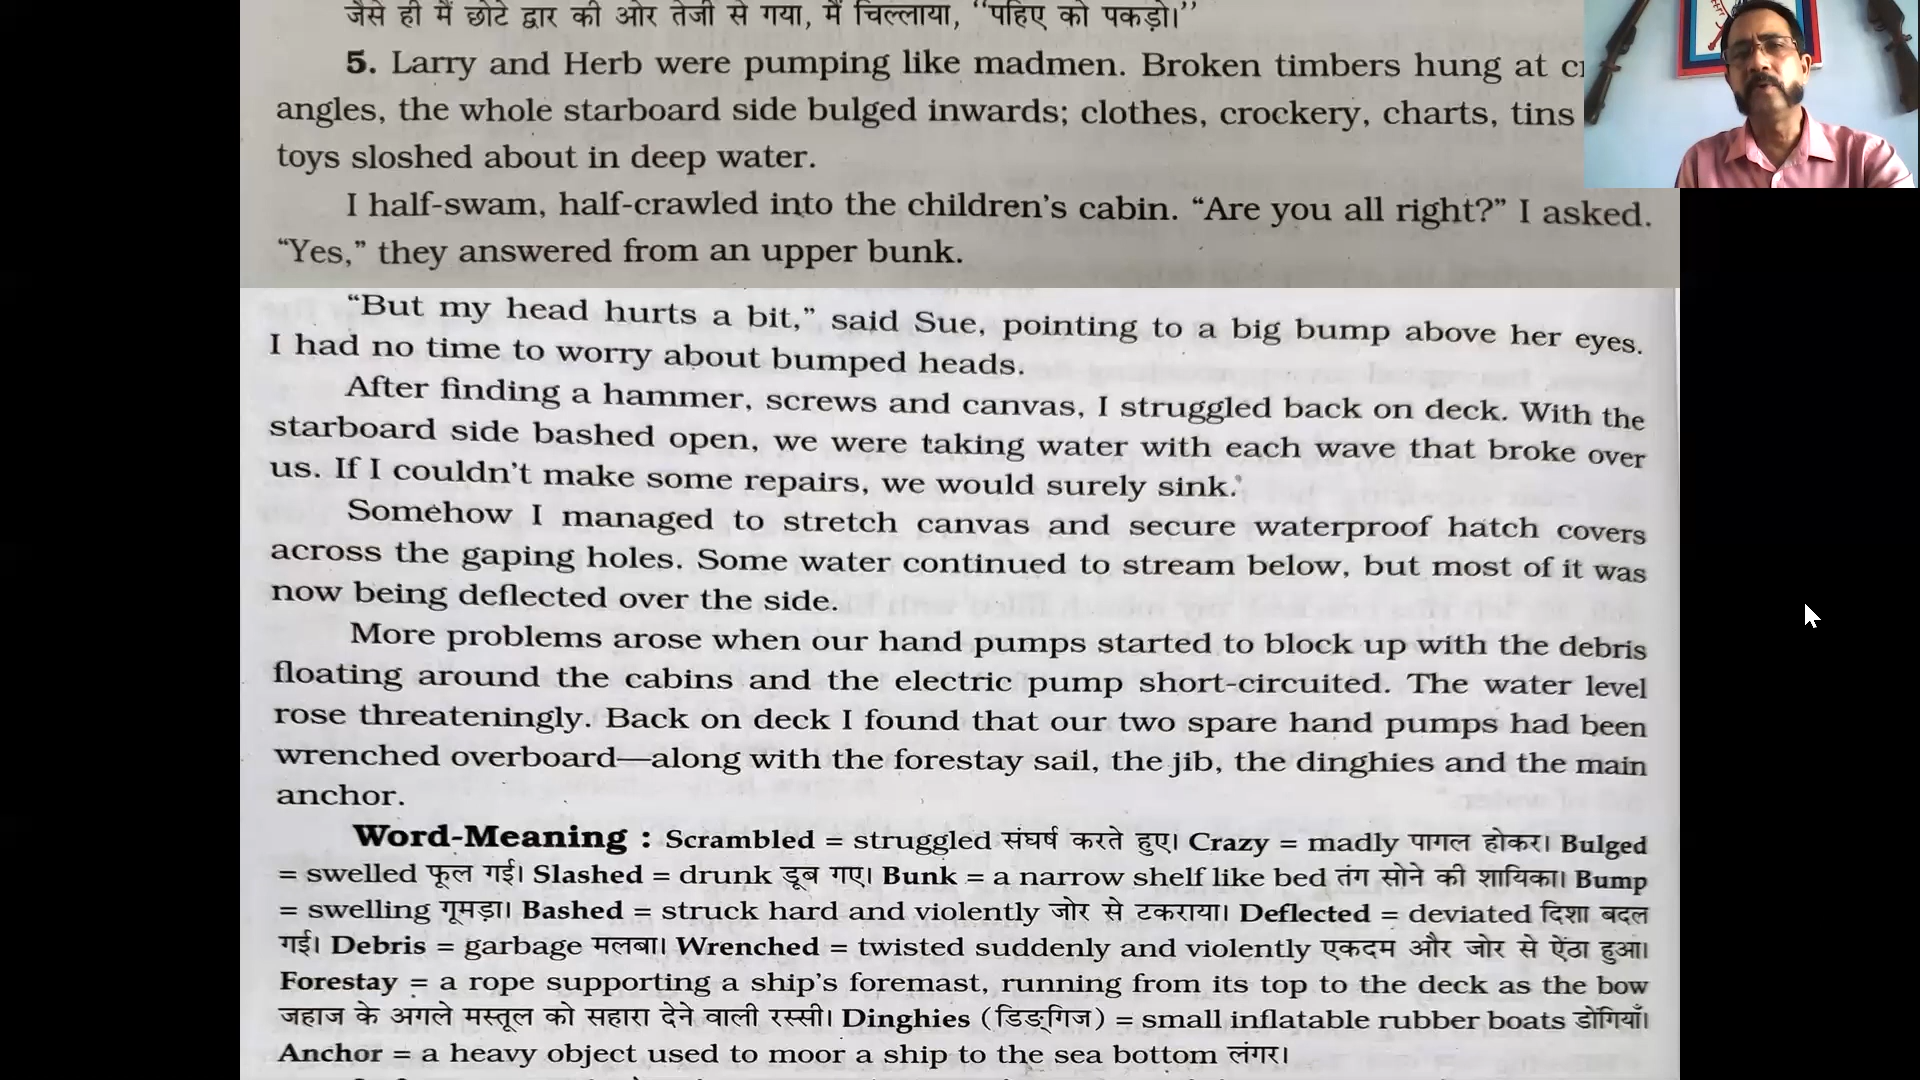 जैसे ही मैं छोटे द्वार की ओर तेजी से गया, मैं चिल्लाया, “पहिए को पकड़ो।”
5. Larry and Herb were pumping like madmen. Broken timbers hung at
angles, the whole starboard side bulged inwards; clothes, crockery, charts, tins
toys sloshed about in deep water.
I half-swam, half-crawled into the children’s cabin. “Are you all right?” I asked.
“Yes,” they answered from an upper bunk.
“But my head hurts a bit,” said Sue, pointing to a big bump above her eyes.
I had no time to worry about bumped heads.
After finding a hammer, screws and canvas, I struggled back on deck. With the
starboard side bashed open, we were taking water with each wave that broke over
us. If I couldn’t make some repairs, we would surely sink.
Somehow I managed to stretch canvas and secure waterproof hatch covers
across the gaping holes. Some water continued to stream below, but most of it was
now being deflected over the side.
More problems arose when our hand pumps started to block up with the debris
floating around the cabins and the electric pump short-circuited. The water level
rose threateningly. Back on deck I found that our two spare hand pumps had been
wrenched overboard—along with the forestay sail, the jib, the dinghies and the main
anchor.
Word-Meaning : Scrambled = struggled संघर्ष करते हुए। Crazy = madly पागल होकर। Bulged
= swelled फूल गई। Slashed = drunk डूब गए। Bunk = a narrow shelf like bed तंग सोने की शायिका। Bump
= swelling गूमड़ा। Bashed = struck hard and violently जोर से टकराया। Deflected = deviated दिशा बदल
गई। Debris = garbage मलबा। Wrenched = twisted suddenly and violently एकदम और जोर से ऐंठा हुआ।
Forestay = a rope supporting a ship’s foremast, running from its top to the deck as the bow
जहाज के अगले मस्तूल को सहारा देने वाली रस्सी। Dinghies (डिङ्गिज) = small inflatable rubber boats डोगियाँ।
Anchor = a heavy object used to moor a ship to the sea bottom लंगर।